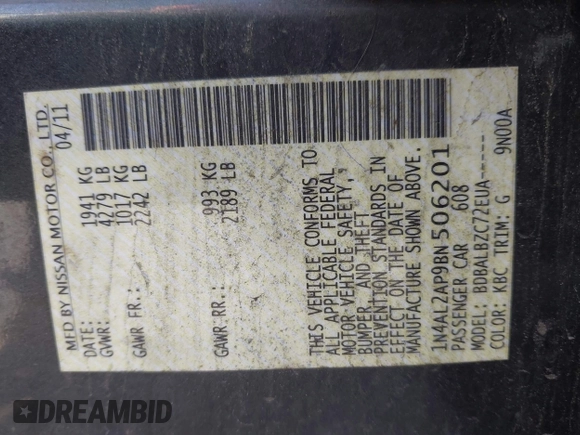 MFD BY NISSAN MOTOR CO., LTD.
DATE: 04/11
GVWR: 1941 KG
4279 LB
GAWR FR.: 1017 KG
2242 LB
GAWR RR.: 993 KG
2189 LB
THIS VEHICLE CONFORMS TO
ALL APPLICABLE FEDERAL
MOTOR VEHICLE SAFETY,
BUMPER, AND THEFT
PREVENTION STANDARDS IN
EFFECT ON THE DATE OF
MANUFACTURE SHOWN ABOVE.
1N4AL2AP9BN506201
PASSENGER CAR 608
MODEL: BDBALBZC72EUA-----
COLOR: KBC TRIM: G 9N00A
DREAMBID